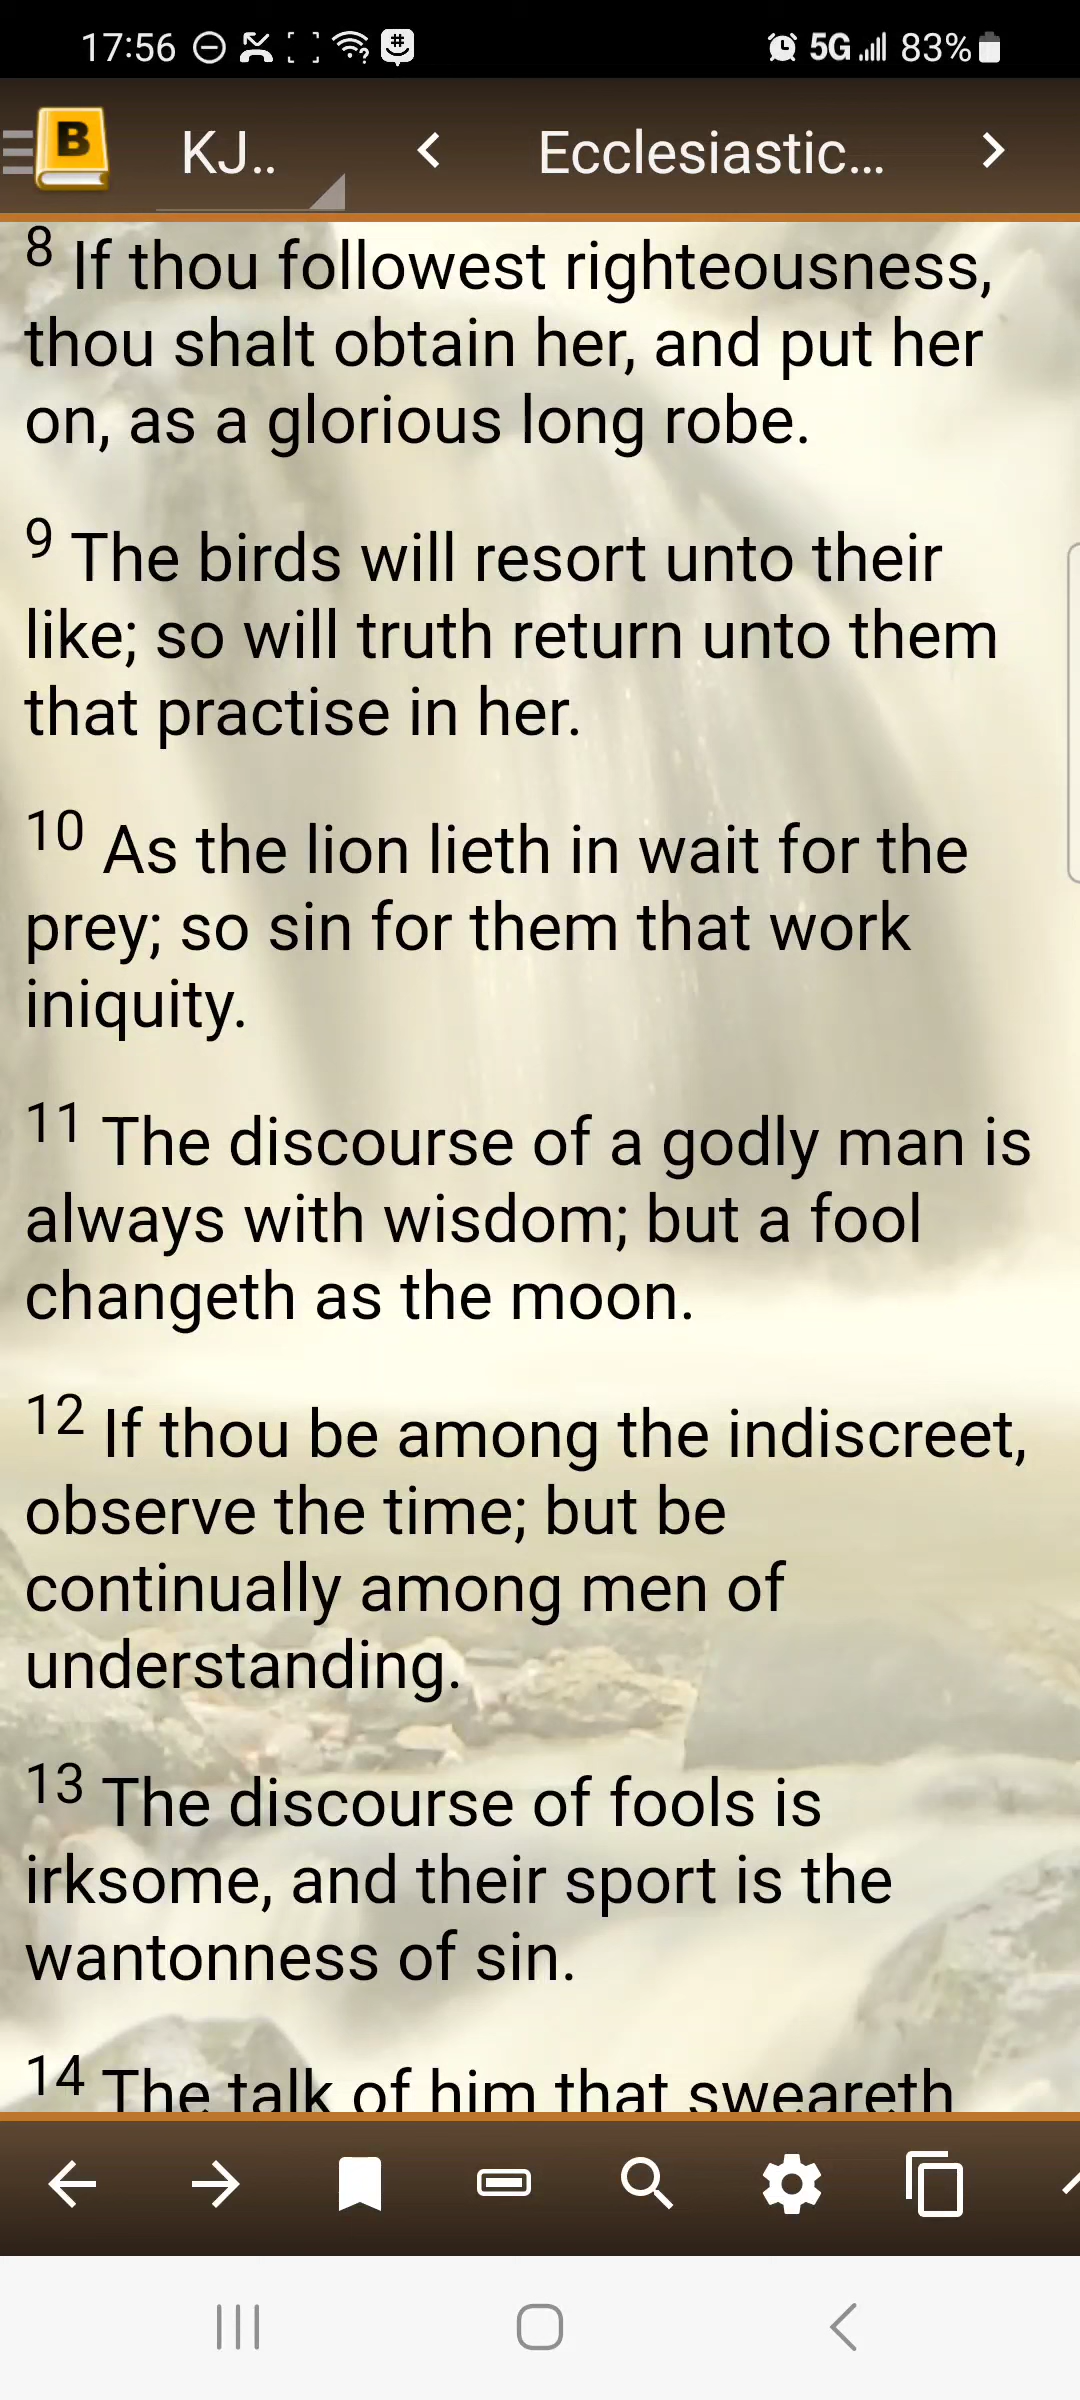 17:56 5G 83%
B KJ.. Ecclesiastic...
8 If thou followest righteousness,
thou shalt obtain her, and put her
on, as a glorious long robe.
9 The birds will resort unto their
like; so will truth return unto them
that practise in her.
10 As the lion lieth in wait for the
prey; so sin for them that work
iniquity.
11 The discourse of a godly man is
always with wisdom; but a fool
changeth as the moon.
12 If thou be among the indiscreet,
observe the time; but be
continually among men of
understanding.
13 The discourse of fools is
irksome, and their sport is the
wantonness of sin.
14 The talk of him that sweareth